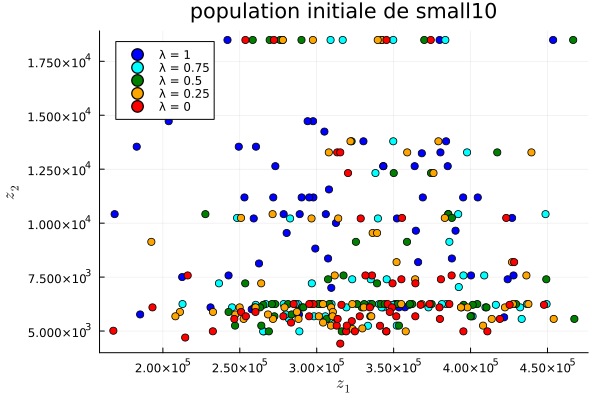 population initiale de small10
λ = 1
λ = 0.75
λ = 0.5
λ = 0.25
λ = 0
1.750×10⁴
1.500×10⁴
1.250×10⁴
1.000×10⁴
7.500×10³
5.000×10³
z₂
2.00×10⁵ 2.50×10⁵ 3.00×10⁵ 3.50×10⁵ 4.00×10⁵ 4.50×10⁵
z₁